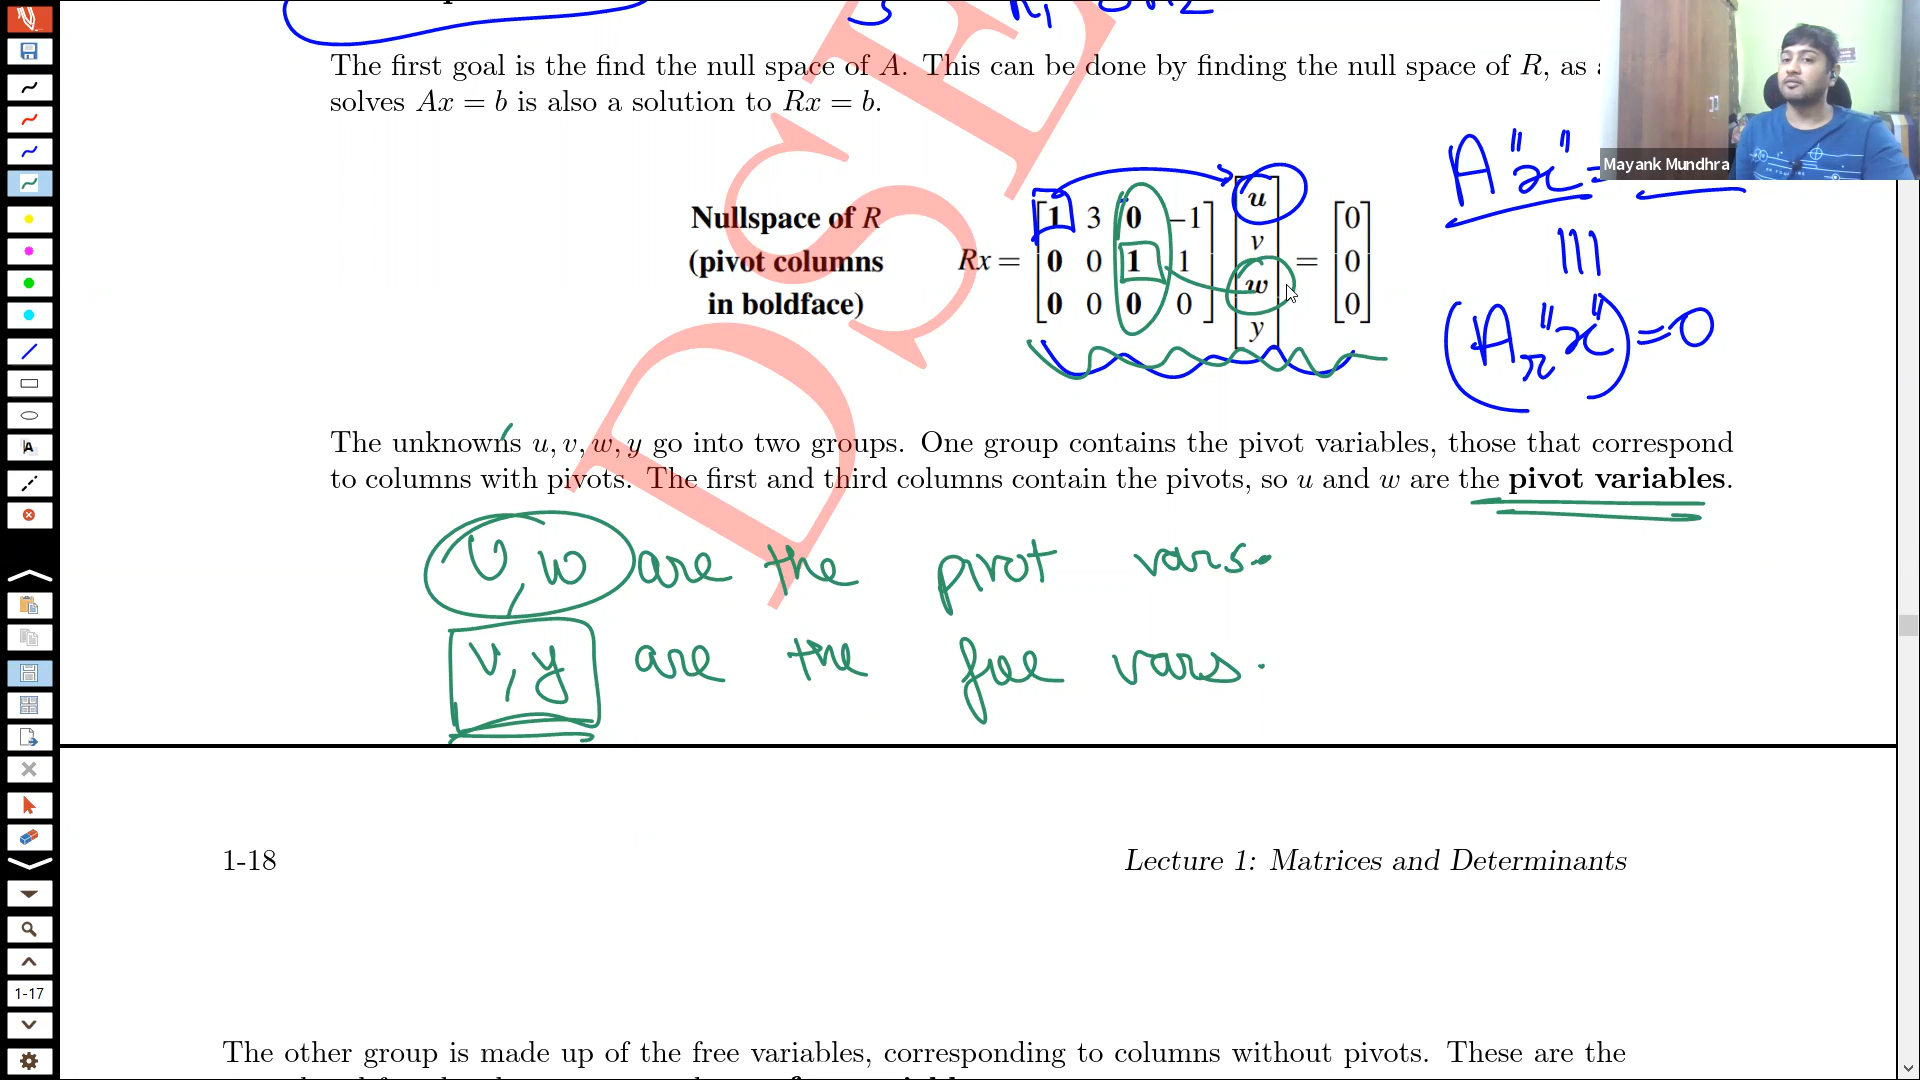 The first goal is the find the null space of A. This can be done by finding the null space of R, as
solves Ax = b is also a solution to Rx = b.
A "x" =
Mayank Mundhra
Nullspace of R
(pivot columns
in boldface)
Rx = [1 3 0 −1] [u] = [0]
[0 0 1 1] [v] [0]
[0 0 0 0] [w] [0]
[y]
(A_r "x") = 0
The unknowns u, v, w, y go into two groups. One group contains the pivot variables, those that correspond
to columns with pivots. The first and third columns contain the pivots, so u and w are the pivot variables.
U, w are the pivot vars.
v, y are the free vars.
DSE
1-18 Lecture 1: Matrices and Determinants
1-17
The other group is made up of the free variables, corresponding to columns without pivots. These are the